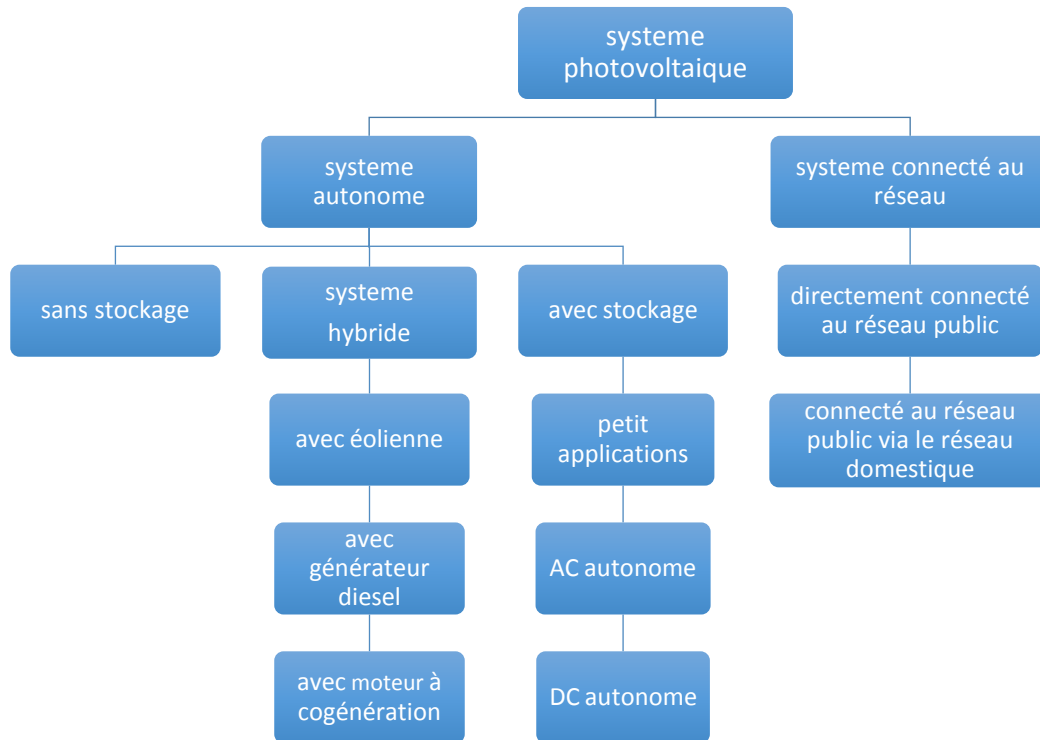 systeme
photovoltaique
systeme
autonome
systeme connecté au
réseau
sans stockage
systeme
hybride
avec stockage
directement connecté
au réseau public
avec éolienne
petit
applications
connecté au réseau
public via le réseau
domestique
avec
générateur
diesel
AC autonome
avec moteur à
cogénération
DC autonome